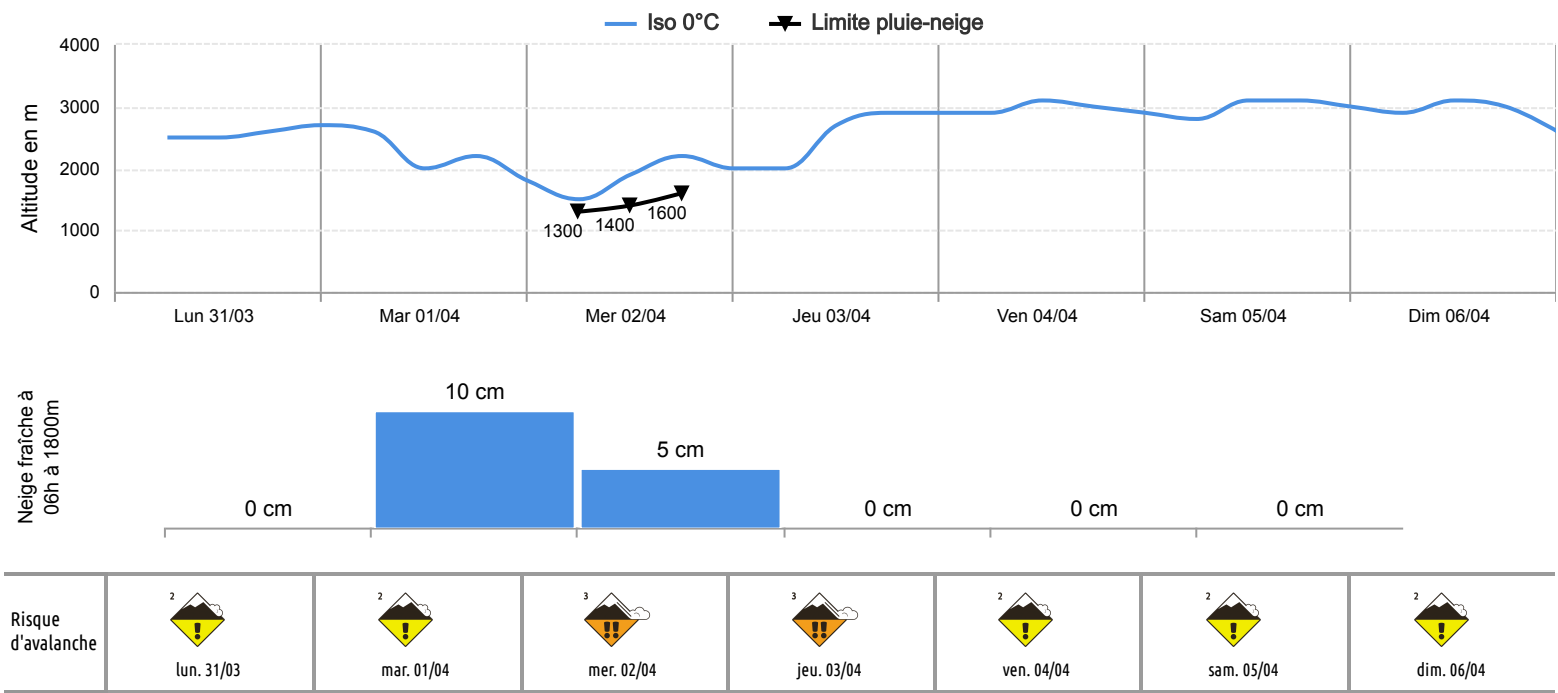 Iso 0°C Limite pluie-neige
Altitude en m
4000
3000
2000
1000
0
1300 1400 1600
Lun 31/03 Mar 01/04 Mer 02/04 Jeu 03/04 Ven 04/04 Sam 05/04 Dim 06/04
Neige fraîche à
06h à 1800m
0 cm 10 cm 5 cm 0 cm 0 cm 0 cm
Risque
d'avalanche
2 2 3 3 2 2 2
! ! !! !! ! ! !
lun. 31/03 mar. 01/04 mer. 02/04 jeu. 03/04 ven. 04/04 sam. 05/04 dim. 06/04